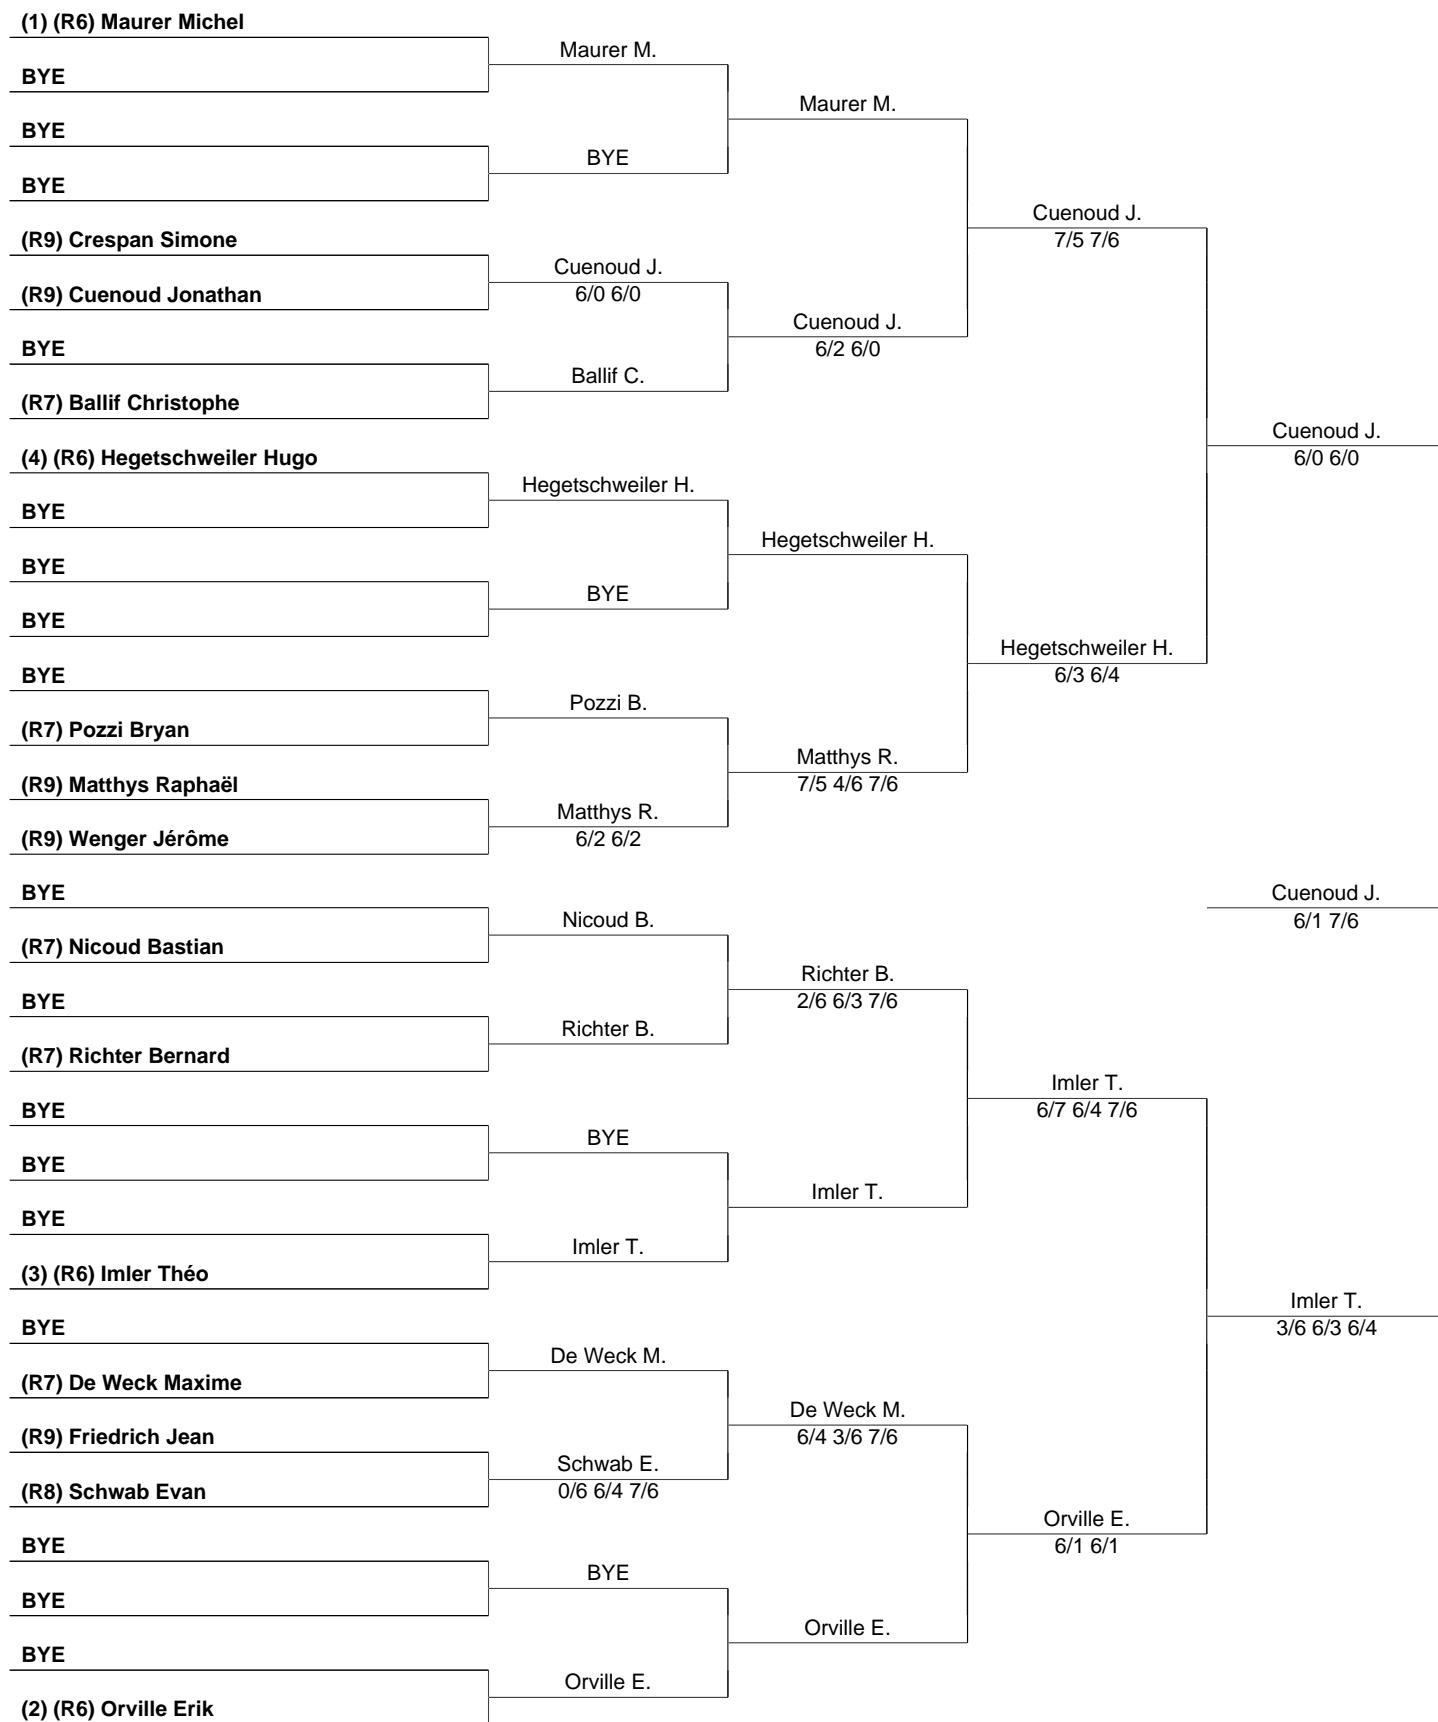 (1) (R6) Maurer Michel
BYE
BYE
BYE
(R9) Crespan Simone
(R9) Cuenoud Jonathan
BYE
(R7) Ballif Christophe
(4) (R6) Hegetschweiler Hugo
BYE
BYE
BYE
BYE
(R7) Pozzi Bryan
(R9) Matthys Raphaël
(R9) Wenger Jérôme
BYE
(R7) Nicoud Bastian
BYE
(R7) Richter Bernard
BYE
BYE
BYE
(3) (R6) Imler Théo
BYE
(R7) De Weck Maxime
(R9) Friedrich Jean
(R8) Schwab Evan
BYE
BYE
BYE
(2) (R6) Orville Erik
Maurer M.
BYE
Cuenoud J.
6/0 6/0
Ballif C.
Hegetschweiler H.
BYE
Pozzi B.
Matthys R.
6/2 6/2
Nicoud B.
Richter B.
BYE
Imler T.
De Weck M.
Schwab E.
0/6 6/4 7/6
BYE
Orville E.
Maurer M.
Cuenoud J.
6/2 6/0
Hegetschweiler H.
Matthys R.
7/5 4/6 7/6
Richter B.
2/6 6/3 7/6
Imler T.
De Weck M.
6/4 3/6 7/6
Orville E.
Cuenoud J.
7/5 7/6
Hegetschweiler H.
6/3 6/4
Imler T.
6/7 6/4 7/6
Orville E.
6/1 6/1
Cuenoud J.
6/0 6/0
Cuenoud J.
6/1 7/6
Imler T.
3/6 6/3 6/4